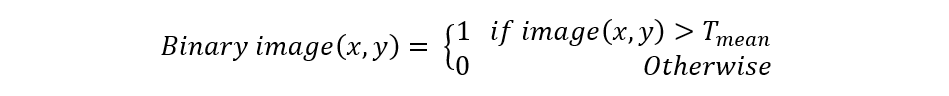 Binary image(x, y) = {1 if image(x, y) > T_mean
0 Otherwise